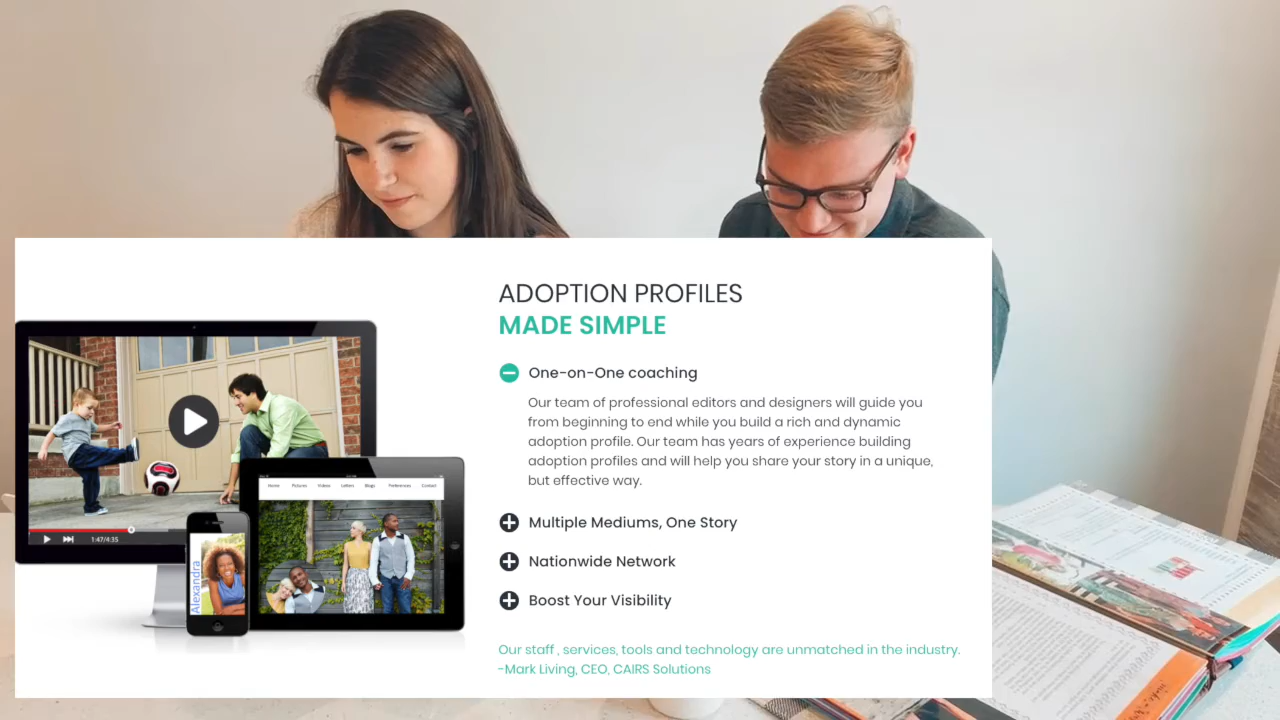 ADOPTION PROFILES
MADE SIMPLE
One-on-One coaching
Our team of professional editors and designers will guide you
from beginning to end while you build a rich and dynamic
adoption profile. Our team has years of experience building
adoption profiles and will help you share your story in a unique,
but effective way.
Multiple Mediums, One Story
Nationwide Network
Boost Your Visibility
Our staff , services, tools and technology are unmatched in the industry.
-Mark Living, CEO, CAIRS Solutions
1:47/4:35
Home Pictures Videos Letters Blogs Preferences Contact
Alexandra